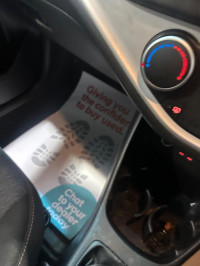 Giving you
the confidence
to buy used.
Chat to
your
dealer
today